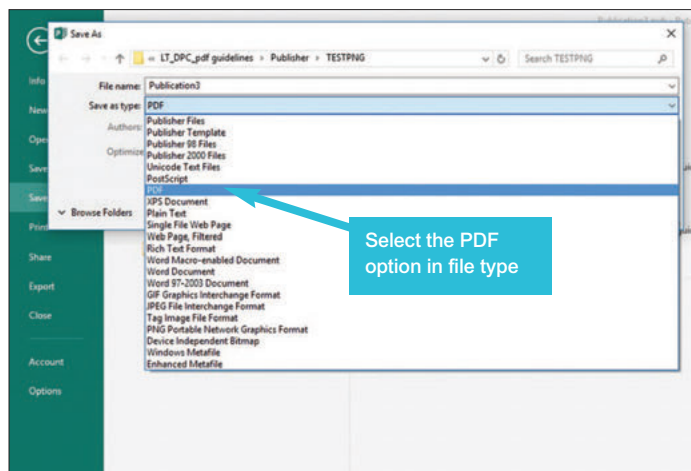 Save As
« LT_DPC_pdf guidelines > Publisher > TESTPNG
Search TESTPNG
File name: Publication3
Save as type: PDF
Authors:
Optimize
Publisher Files
Publisher Template
Publisher 98 Files
Publisher 2000 Files
Unicode Text Files
PostScript
PDF
XPS Document
Plain Text
Single File Web Page
Web Page, Filtered
Rich Text Format
Word Macro-enabled Document
Word Document
Word 97-2003 Document
GIF Graphics Interchange Format
JPEG File Interchange Format
Tag Image File Format
PNG Portable Network Graphics Format
Device Independent Bitmap
Windows Metafile
Enhanced Metafile
Browse Folders
Select the PDF
option in file type
Info
New
Ope
Save
Save
Print
Share
Export
Close
Account
Options